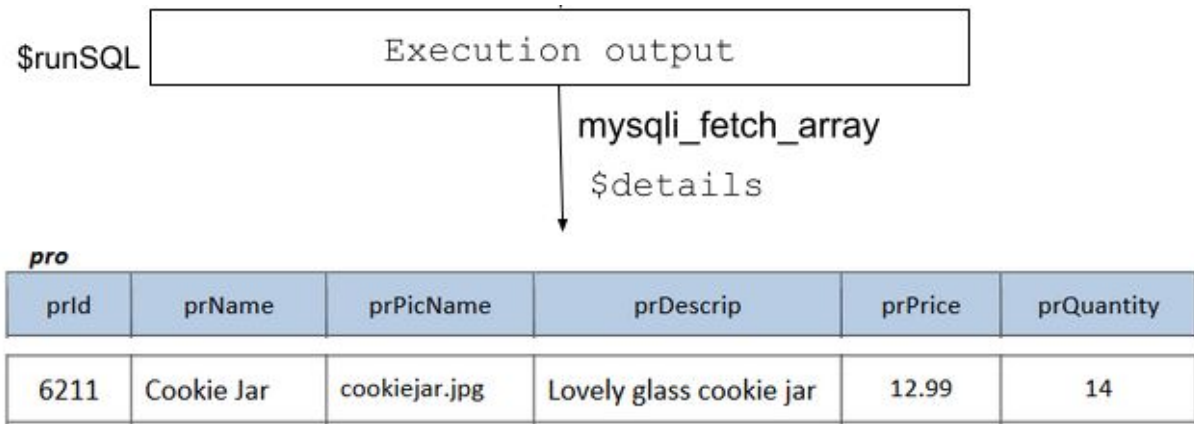 $runSQL Execution output
mysqli_fetch_array
$details
pro
prId prName prPicName prDescrip prPrice prQuantity
6211 Cookie Jar cookiejar.jpg Lovely glass cookie jar 12.99 14